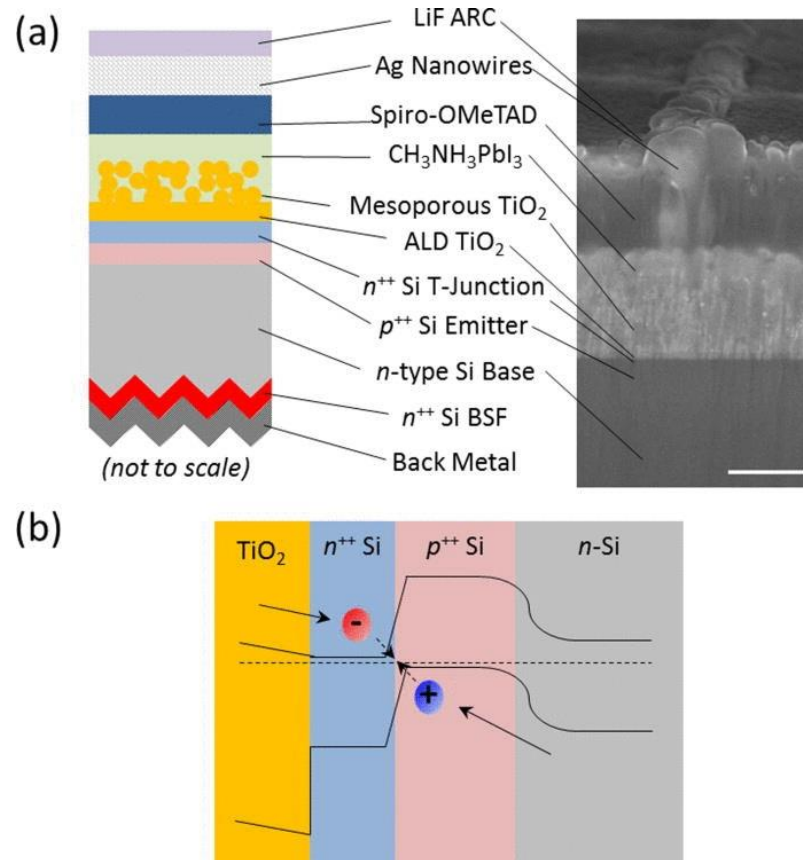 (a)
LiF ARC
Ag Nanowires
Spiro-OMeTAD
CH₃NH₃PbI₃
Mesoporous TiO₂
ALD TiO₂
n⁺⁺ Si T-Junction
p⁺⁺ Si Emitter
n-type Si Base
n⁺⁺ Si BSF
Back Metal
(not to scale)
(b)
TiO₂ n⁺⁺ Si p⁺⁺ Si n-Si
-
+